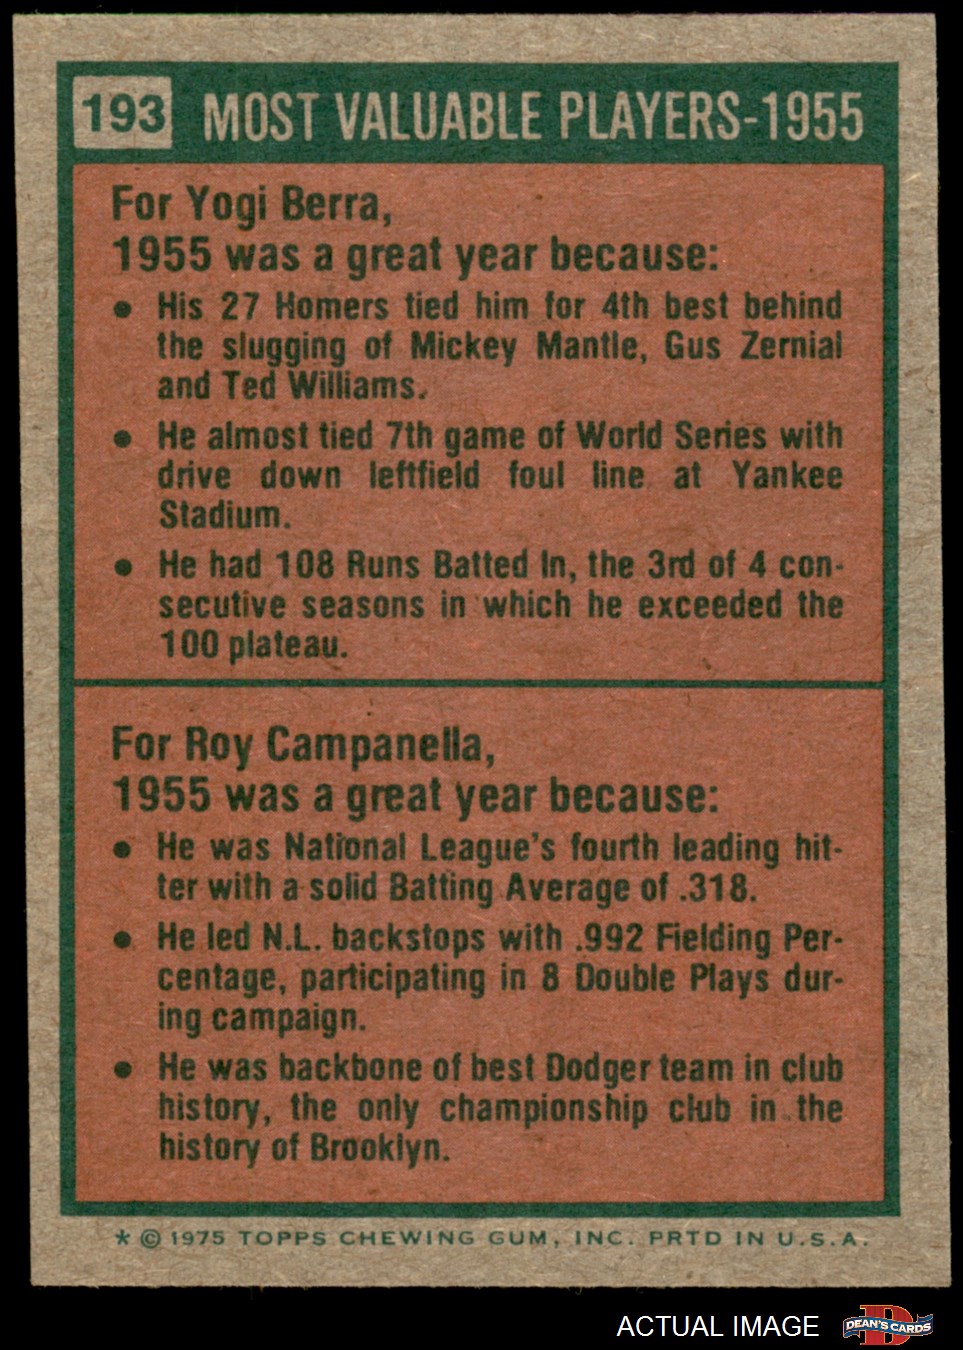 193 MOST VALUABLE PLAYERS-1955
For Yogi Berra,
1955 was a great year because:
• His 27 Homers tied him for 4th best behind
the slugging of Mickey Mantle, Gus Zernial
and Ted Williams.
• He almost tied 7th game of World Series with
drive down leftfield foul line at Yankee
Stadium.
• He had 108 Runs Batted In, the 3rd of 4 con-
secutive seasons in which he exceeded the
100 plateau.
For Roy Campanella,
1955 was a great year because:
• He was National League's fourth leading hit-
ter with a solid Batting Average of .318.
• He led N.L. backstops with .992 Fielding Per-
centage, participating in 8 Double Plays dur-
ing campaign.
• He was backbone of best Dodger team in club
history, the only championship club in the
history of Brooklyn.
* © 1975 TOPPS CHEWING GUM, INC. PRTD IN U.S.A.
ACTUAL IMAGE
D
DEAN'S CARDS